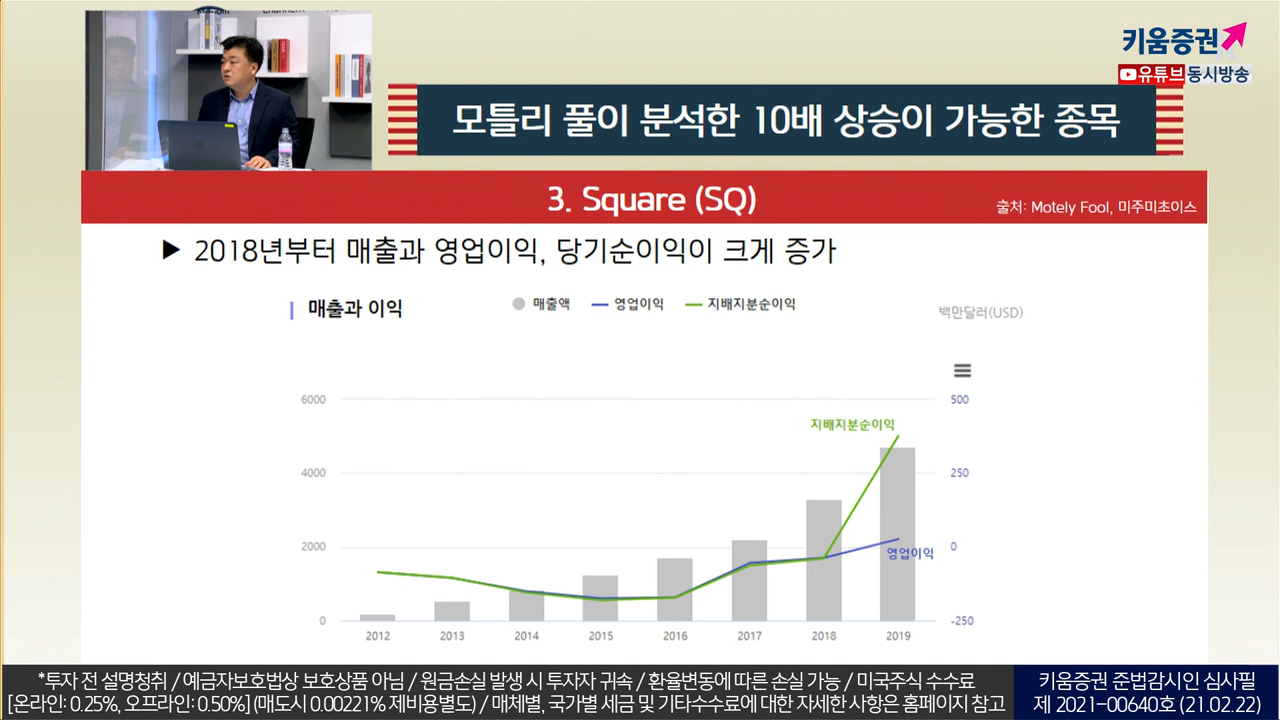 키움증권
유튜브 동시방송
모틀리 풀이 분석한 10배 상승이 가능한 종목
3. Square (SQ)
출처: Motely Fool, 미주미초이스
▶ 2018년부터 매출과 영업이익, 당기순이익이 크게 증가
매출과 이익
매출액 영업이익 지배지분순이익
백만달러(USD)
6000 500
지배지분순이익
4000 250
2000 0
영업이익
0 -250
2012 2013 2014 2015 2016 2017 2018 2019
*투자 전 설명청취 / 예금자보호법상 보호상품 아님 / 원금손실 발생 시 투자자 귀속 / 환율변동에 따른 손실 가능 / 미국주식 수수료
[온라인: 0.25%, 오프라인: 0.50%] (매도시 0.00221% 제비용별도) / 매체별, 국가별 세금 및 기타수수료에 대한 자세한 사항은 홈페이지 참고
키움증권 준법감시인 심사필
제 2021-00640호 (21.02.22)